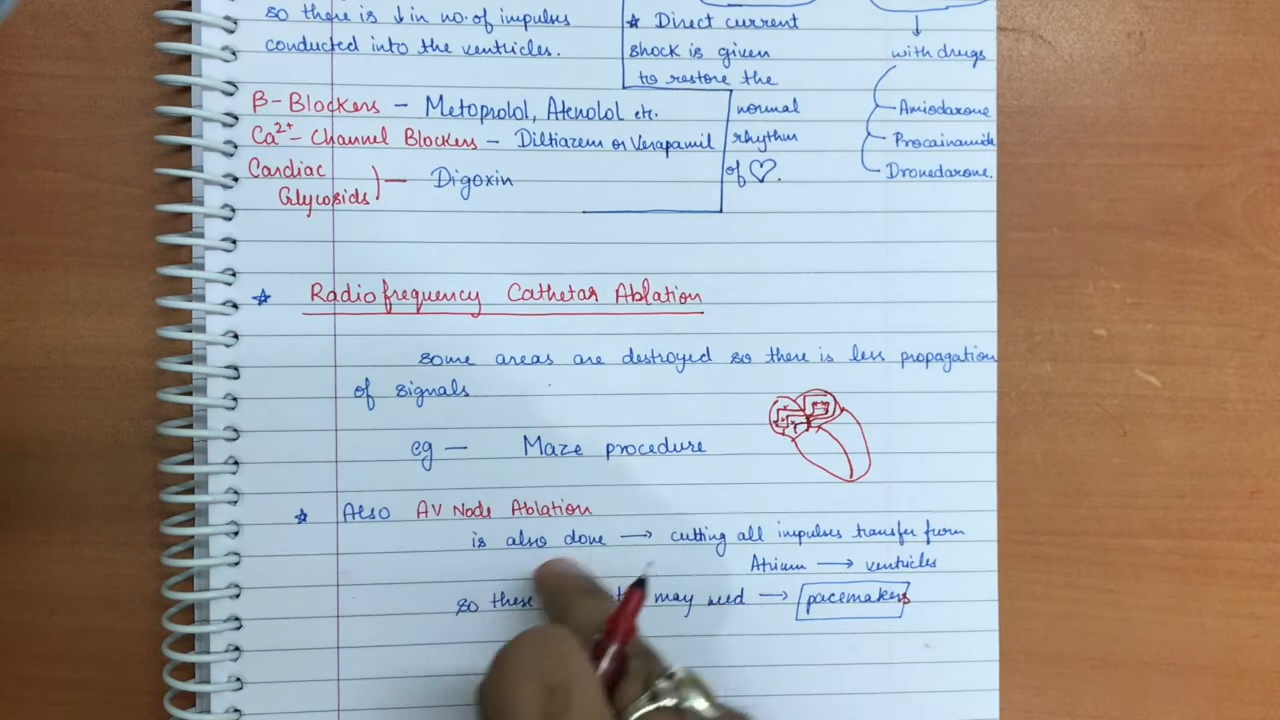 so there is ↓ in no. of impulses
conducted into the ventricles.
β-Blockers – Metoprolol, Atenolol etc.
Ca²⁺ – Channel Blockers – Diltiazem or Verapamil
Cardiac
Glycosids – Digoxin
★ Direct current
shock is given
to restore the
normal
rhythm
of ♡.
↓
with drugs
Amiodarone
Procainamide
Dronedarone.
☆ Radiofrequency Cathetar Ablation
some areas are destroyed so there is less propagation
of signals
eg – Maze procedure
☆ Also AV Node Ablation
is also done → cutting all impulses transfer from
Atrium → ventricles
so these may need → pacemakers